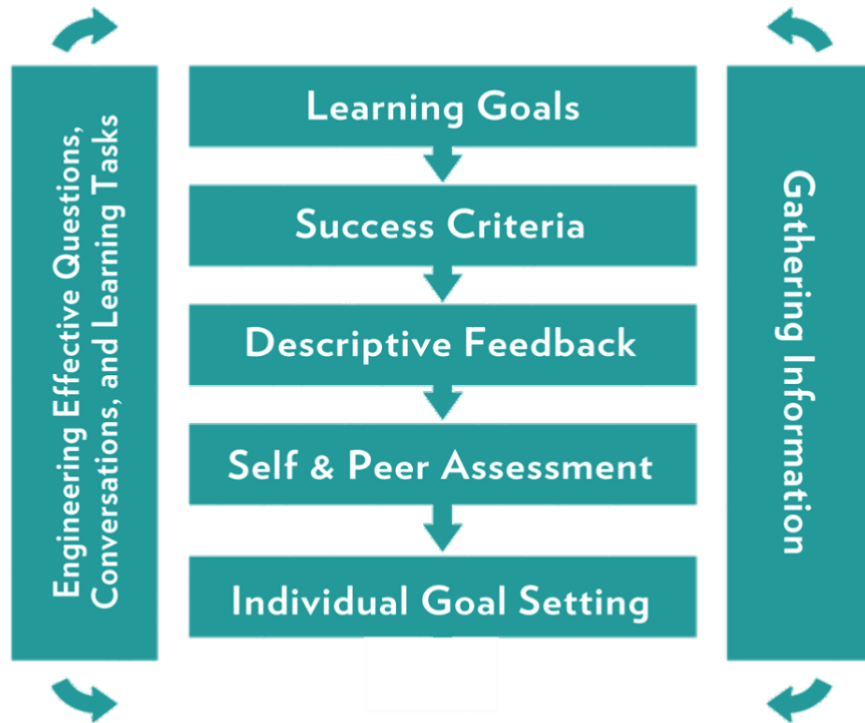 Engineering Effective Questions,
Conversations, and Learning Tasks
Learning Goals
Success Criteria
Descriptive Feedback
Self & Peer Assessment
Individual Goal Setting
Gathering Information